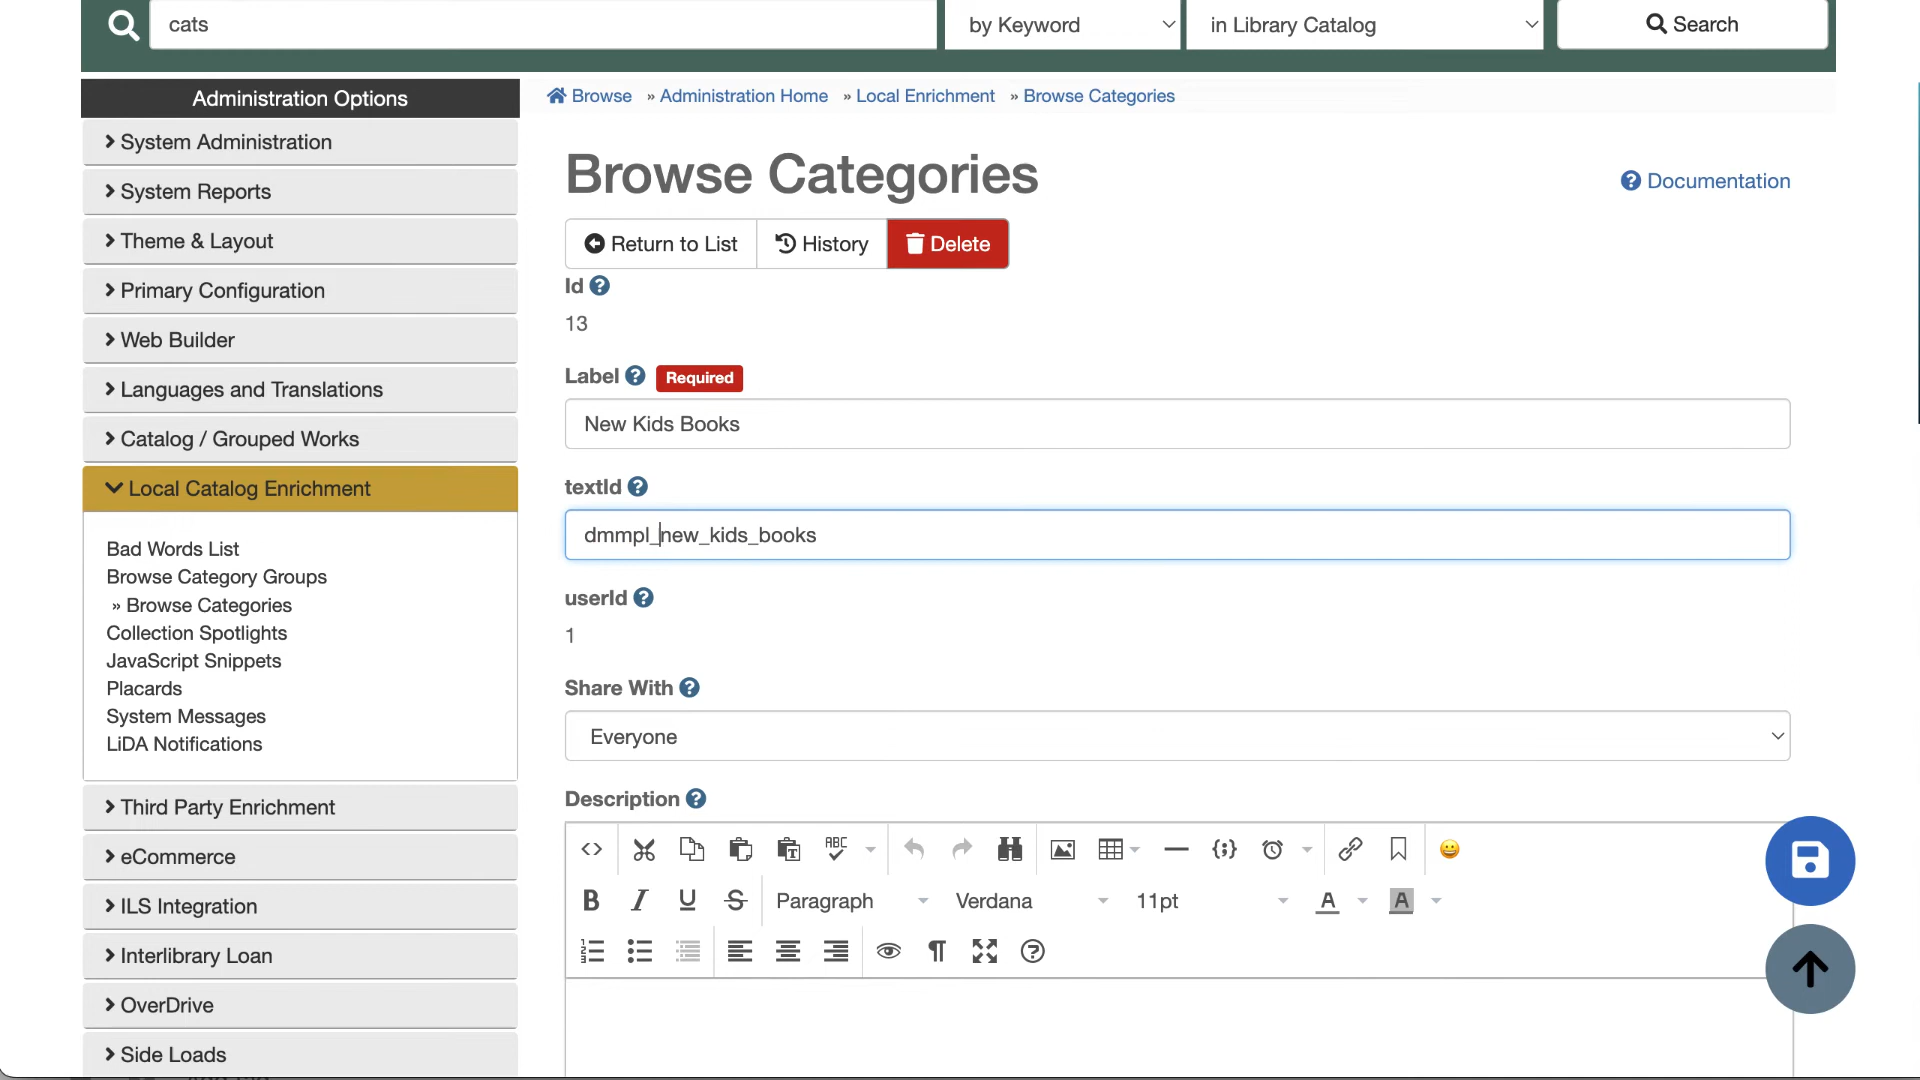 cats
by Keyword
in Library Catalog
Search
Administration Options
System Administration
System Reports
Theme & Layout
Primary Configuration
Web Builder
Languages and Translations
Catalog / Grouped Works
Local Catalog Enrichment
Bad Words List
Browse Category Groups
» Browse Categories
Collection Spotlights
JavaScript Snippets
Placards
System Messages
LiDA Notifications
Third Party Enrichment
eCommerce
ILS Integration
Interlibrary Loan
OverDrive
Side Loads
Browse » Administration Home » Local Enrichment » Browse Categories
Browse Categories
Documentation
Return to List History Delete
Id
13
Label Required
New Kids Books
textId
dmmpl_new_kids_books
userId
1
Share With
Everyone
Description
ABC
Paragraph Verdana 11pt